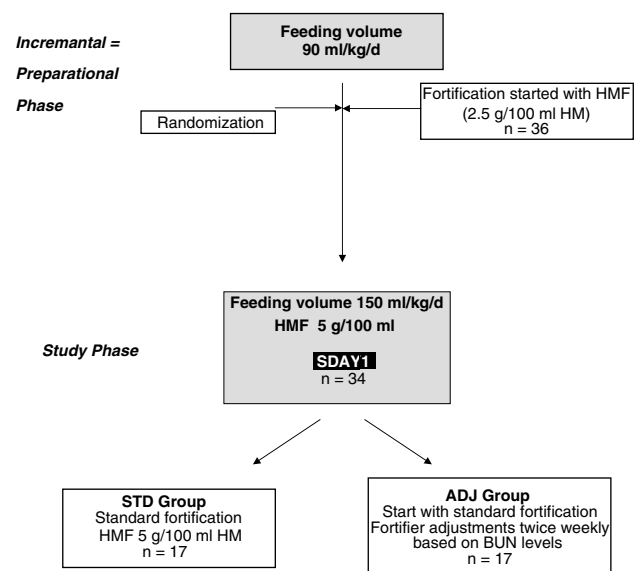 Incremantal =
Preparational
Phase
Feeding volume
90 ml/kg/d
Randomization
Fortification started with HMF
(2.5 g/100 ml HM)
n = 36
Study Phase
Feeding volume 150 ml/kg/d
HMF 5 g/100 ml
SDAY1
n = 34
STD Group
Standard fortification
HMF 5 g/100 ml HM
n = 17
ADJ Group
Start with standard fortification
Fortifier adjustments twice weekly
based on BUN levels
n = 17